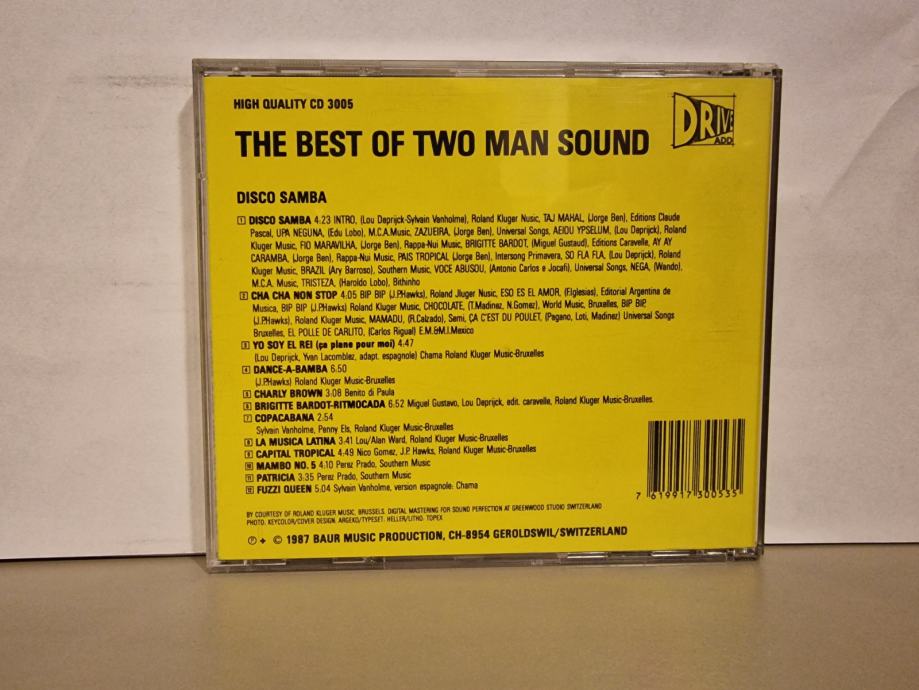 HIGH QUALITY CD 3005
DRIVE
ADD
THE BEST OF TWO MAN SOUND
DISCO SAMBA
1 DISCO SAMBA 4:23 INTRO, (Lou Deprijck-Sylvain Vanholme), Roland Kluger Nusic, TAJ MAHAL, (Jorge Ben), Editions Claude
Pascal, UPA NEGUNA, (Edu Lobo), M.C.A.Music, ZAZUEIRA, (Jorge Ben), Universal Songs, AEIOU YPSELUM, (Lou Deprijck), Roland
Kluger Music, FIO MARAVILHA, (Jorge Ben), Rappa-Nui Music, BRIGITTE BARDOT, (Miguel Gustaud), Editions Caravelle, AY AY
CARAMBA, (Jorge Ben), Rappa-Nui Music, PAIS TROPICAL (Jorge Ben), Intersong Primavera, SO FLA FLA, (Lou Deprijck), Roland
Kluger Music, BRAZIL (Ary Barroso), Southern Music, VOCE ABUSOU, (Antonio Carlos e Jocafi), Universal Songs, NEGA, (Wando),
M.C.A. Music, TRISTEZA, (Haroldo Lobo), Bithinho
2 CHA CHA NON STOP 4:05 BIP BIP (J.P.Hawks), Roland Jluger Nusic, ESO ES EL AMOR, (E.Iglesias), Editorial Argentina de
Musica, BIP BIP (J.P.Hawks) Roland Kluger Music, CHOCOLATE, (T.Madinez, N.Gomez), World Music, Bruxelles, BIP BIP,
(J.P.Hawks), Roland Kluger Music, MAMADU, (R.Calzado), Semi, ÇA C'EST DU POULET, (Pagano, Loti, Madinez) Universal Songs
Bruxelles, EL POLLE DE CARLITO, (Carlos Rigual) E.M.&M.I.Mexico
3 YO SOY EL REI (ça plane pour moi) 4.47
(Lou Deprijck, Yvan Lacomblez, adapt. espagnole) Chama Roland Kluger Music-Bruxelles
4 DANCE-A-BAMBA 6.50
(J.P.Hawks) Roland Kluger Music-Bruxelles
5 CHARLY BROWN 3:08 Benito di Paula
6 BRIGITTE BARDOT-RITMOCADA 6.52 Miguel Gustavo, Lou Deprijck, edit. caravelle, Roland Kluger Music-Bruxelles.
7 COPACABANA 2:54
Sylvain Vanholme, Penny Els, Roland Kluger Music-Bruxelles
8 LA MUSICA LATINA 3.41 Lou/Alan Ward, Roland Kluger Music-Bruxelles
9 CAPITAL TROPICAL 4:49 Nico Gomez, J.P. Hawks, Roland Kluger Music-Bruxelles
10 MAMBO NO. 5 4.10 Perez Prado, Southern Music
11 PATRICIA 3:35 Perez Prado, Southern Music
12 FUZZI QUEEN 5.04 Sylvain Vanholme, version espagnole: Chama
7 619917 300535
BY COURTESY OF ROLAND KLUGER MUSIC, BRUSSELS. DIGITAL MASTERING FOR SOUND PERFECTION AT GREENWOOD STUDIO SWITZERLAND
PHOTO. KEYCOLOR/COVER DESIGN. ARGEKO/TYPESET. HELLER/LITHO. TOPEX
℗ + © 1987 BAUR MUSIC PRODUCTION, CH-8954 GEROLDSWIL/SWITZERLAND